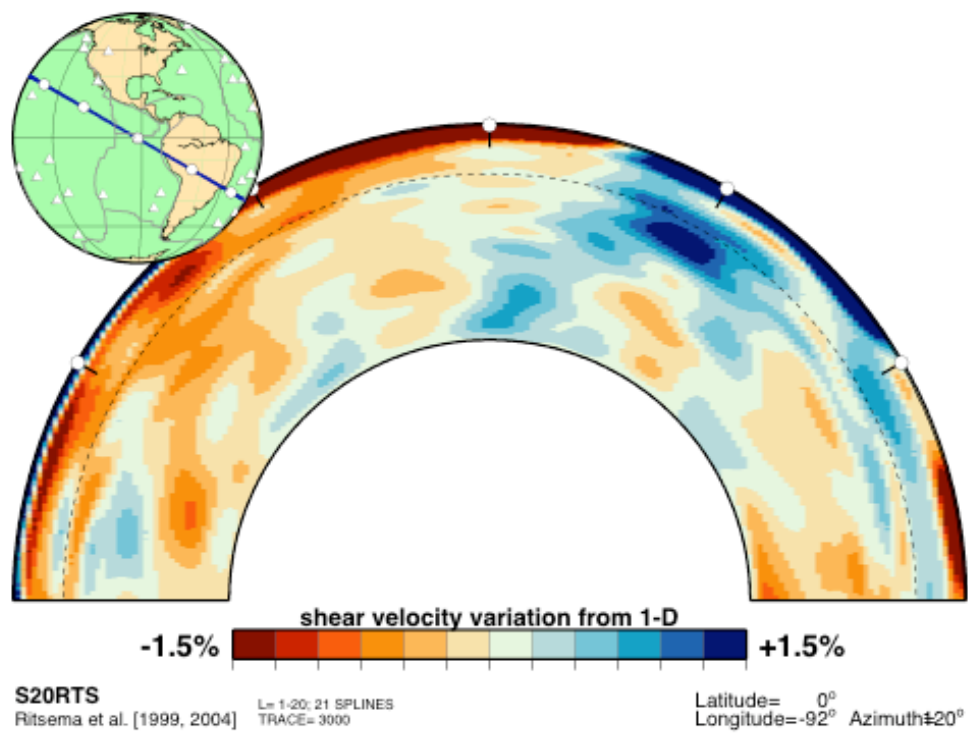 shear velocity variation from 1-D
-1.5% +1.5%
S20RTS
Ritsema et al. [1999, 2004]
L= 1-20; 21 SPLINES
TRACE= 3000
Latitude= 0°
Longitude=-92° Azimuth=120°